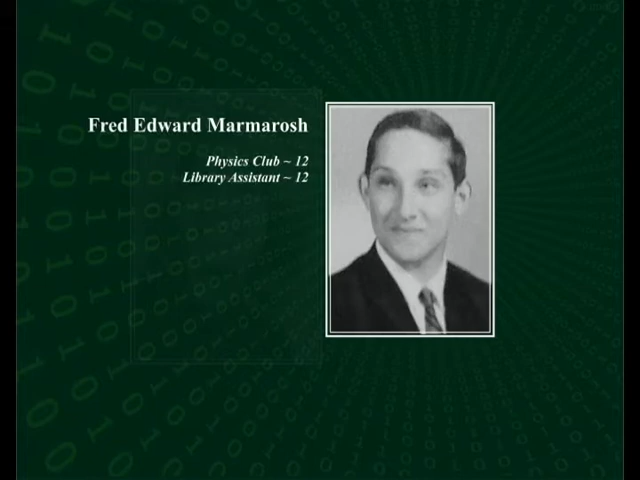 Fred Edward Marmarosh
Physics Club ~ 12
Library Assistant ~ 12